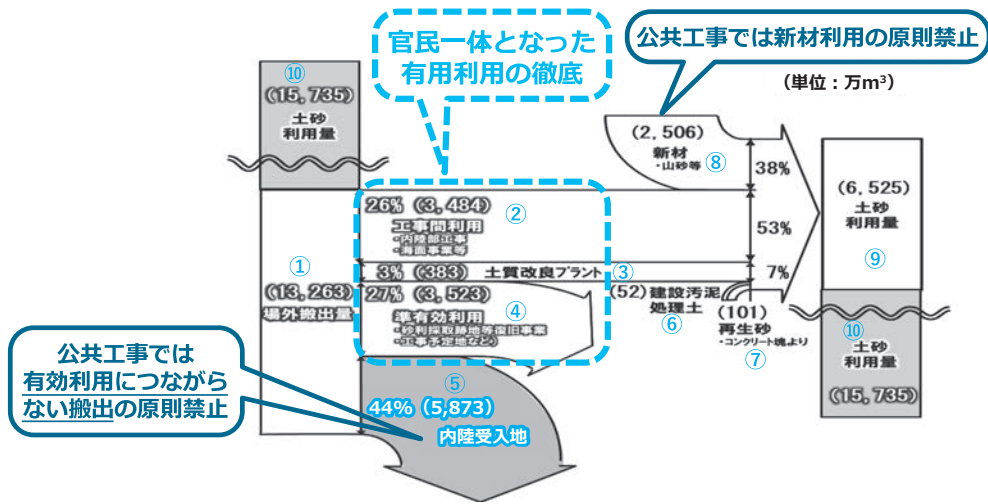 官民一体となった
有用利用の徹底
公共工事では新材利用の原則禁止
(単位:万m³)
⑩
(15,735)
土砂
利用量
(2,506)
新材
・山砂等
⑧
38%
26% (3,484)
②
工事間利用
・内陸部工事
・海面事業等
53%
(6,525)
土砂
利用量
⑨
①
(13,263)
場外搬出量
3% (383) 土質改良プラント ③
7%
27% (3,523)
④
準有効利用
・砂利採取跡地等復旧事業
・工事予定地など)
(52) 建設汚泥
処理土
⑥
(101)
再生砂
・コンクリート塊より
⑦
⑩
土砂
利用量
(15,735)
公共工事では
有効利用につながら
ない搬出の原則禁止
⑤
44% (5,873)
内陸受入地